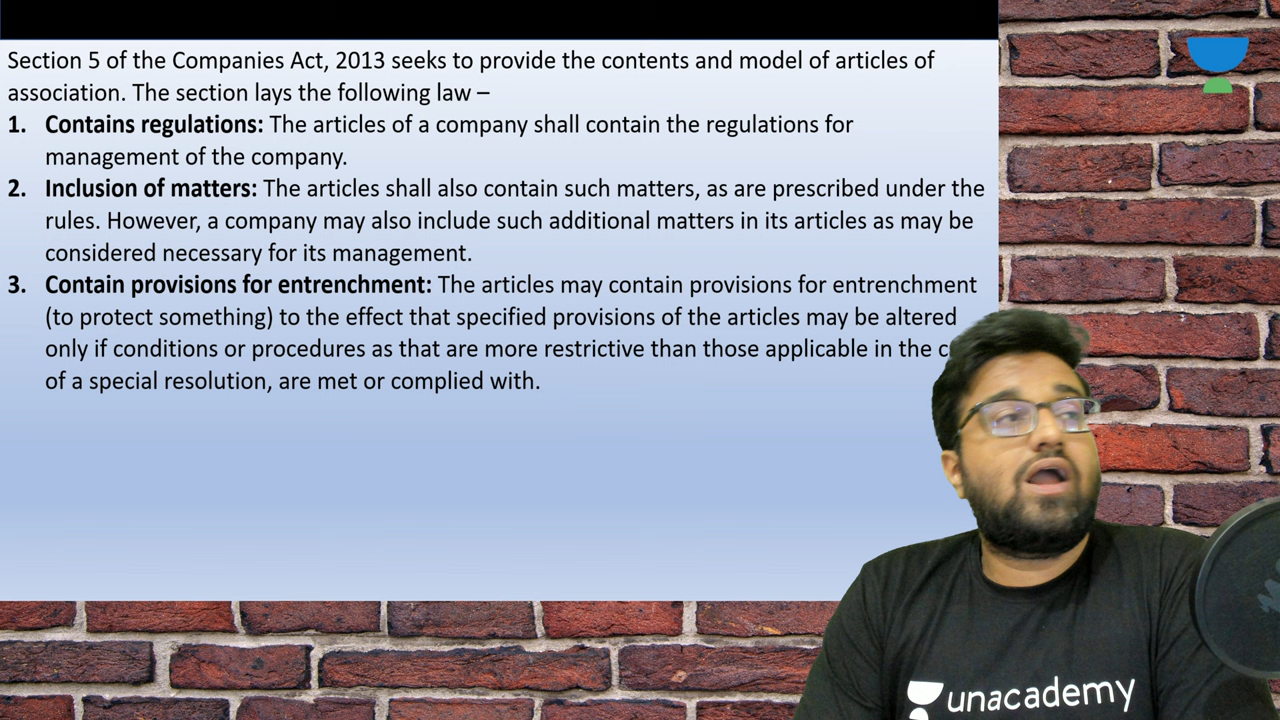 Section 5 of the Companies Act, 2013 seeks to provide the contents and model of articles of
association. The section lays the following law –
1. Contains regulations: The articles of a company shall contain the regulations for
management of the company.
2. Inclusion of matters: The articles shall also contain such matters, as are prescribed under the
rules. However, a company may also include such additional matters in its articles as may be
considered necessary for its management.
3. Contain provisions for entrenchment: The articles may contain provisions for entrenchment
(to protect something) to the effect that specified provisions of the articles may be altered
only if conditions or procedures as that are more restrictive than those applicable in the
of a special resolution, are met or complied with.
unacademy